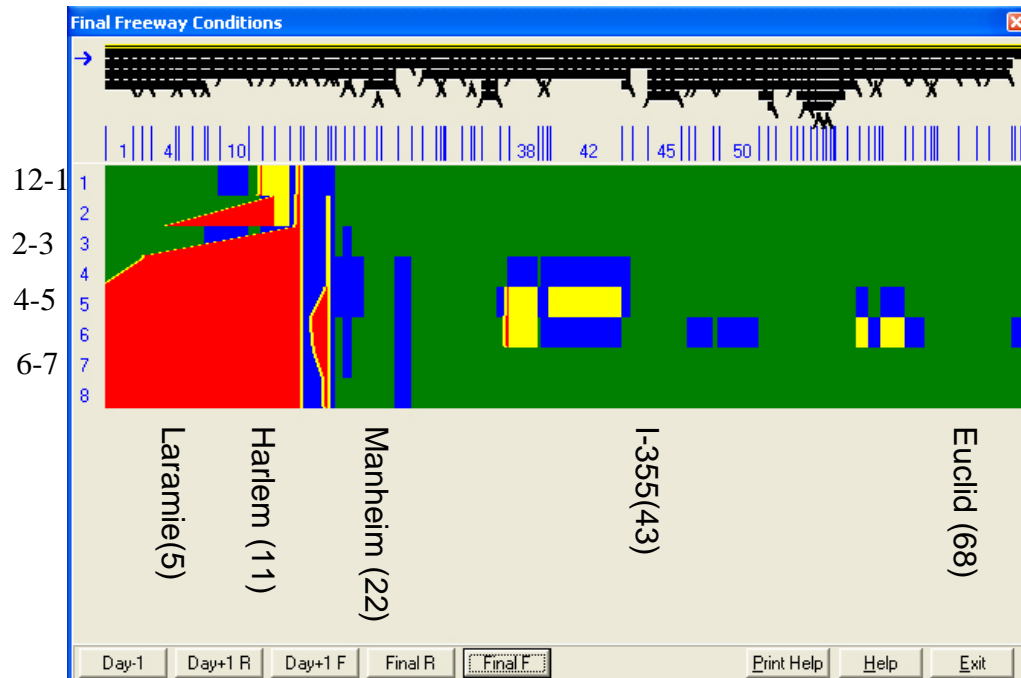 Final Freeway Conditions
1 4 10 38 42 45 50
12-1 1
2
2-3 3
4
4-5 5
6
6-7 7
8
Laramie(5)
Harlem (11)
Manheim (22)
I-355(43)
Euclid (68)
Day-1 Day+1 R Day+1 F Final R Final F Print Help Help Exit